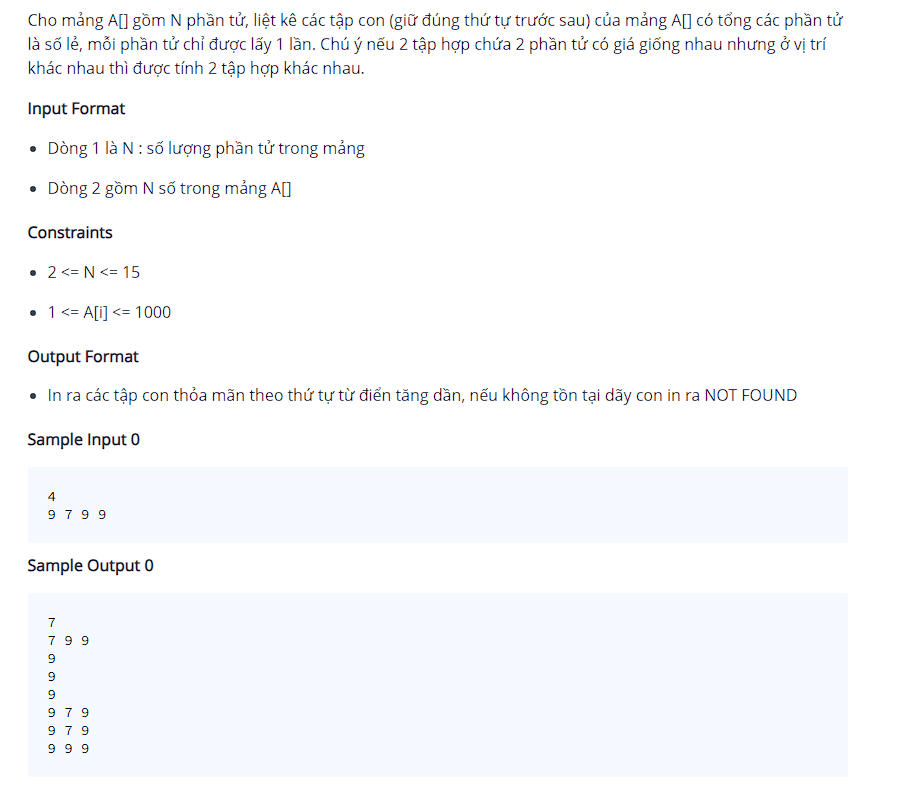 Cho mảng A[] gồm N phần tử, liệt kê các tập con (giữ đúng thứ tự trước sau) của mảng A[] có tổng các phần tử
là số lẻ, mỗi phần tử chỉ được lấy 1 lần. Chú ý nếu 2 tập hợp chứa 2 phần tử có giá giống nhau nhưng ở vị trí
khác nhau thì được tính 2 tập hợp khác nhau.
Input Format
• Dòng 1 là N : số lượng phần tử trong mảng
• Dòng 2 gồm N số trong mảng A[]
Constraints
• 2 <= N <= 15
• 1 <= A[i] <= 1000
Output Format
• In ra các tập con thỏa mãn theo thứ tự từ điển tăng dần, nếu không tồn tại dãy con in ra NOT FOUND
Sample Input 0
4
9 7 9 9
Sample Output 0
7
7 9 9
9
9
9
9 7 9
9 7 9
9 9 9